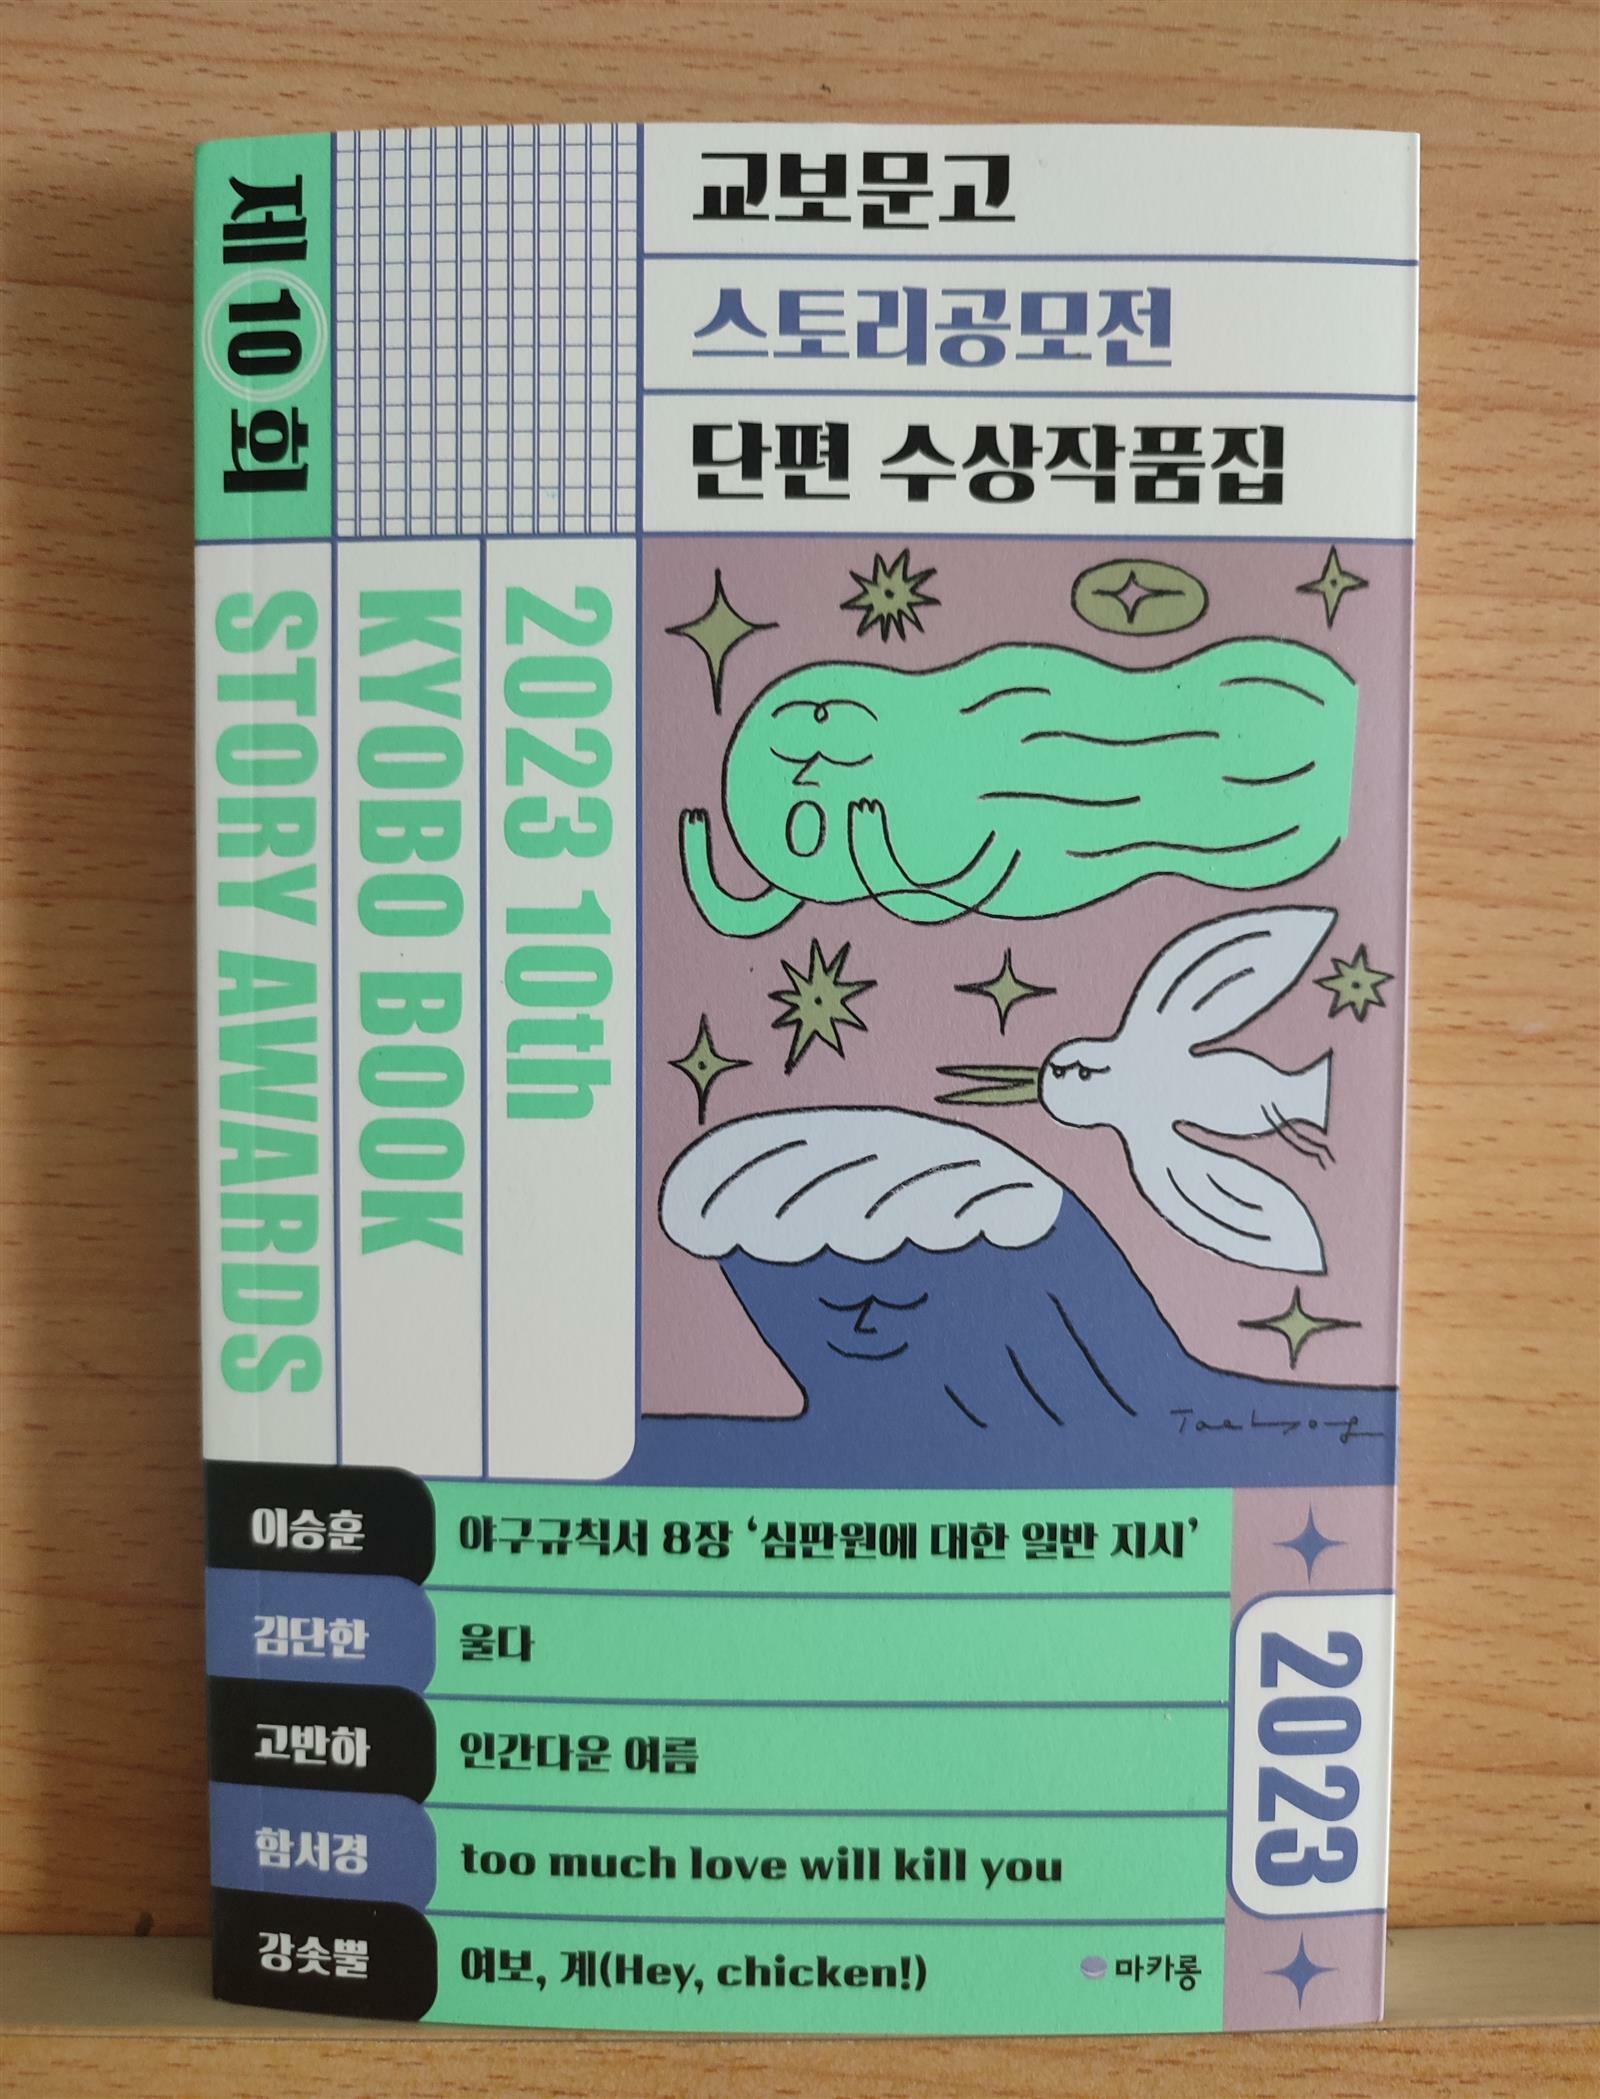 제10회
교보문고
스토리공모전
단편 수상작품집
2023 10th
KYOBO BOOK
STORY AWARDS
Taehyong
이승훈 야구규칙서 8장 ‘심판원에 대한 일반 지시’
김단한 울다
고반하 인간다운 여름
함서경 too much love will kill you
강솟뿔 여보, 계(Hey, chicken!)
마카롱
2023